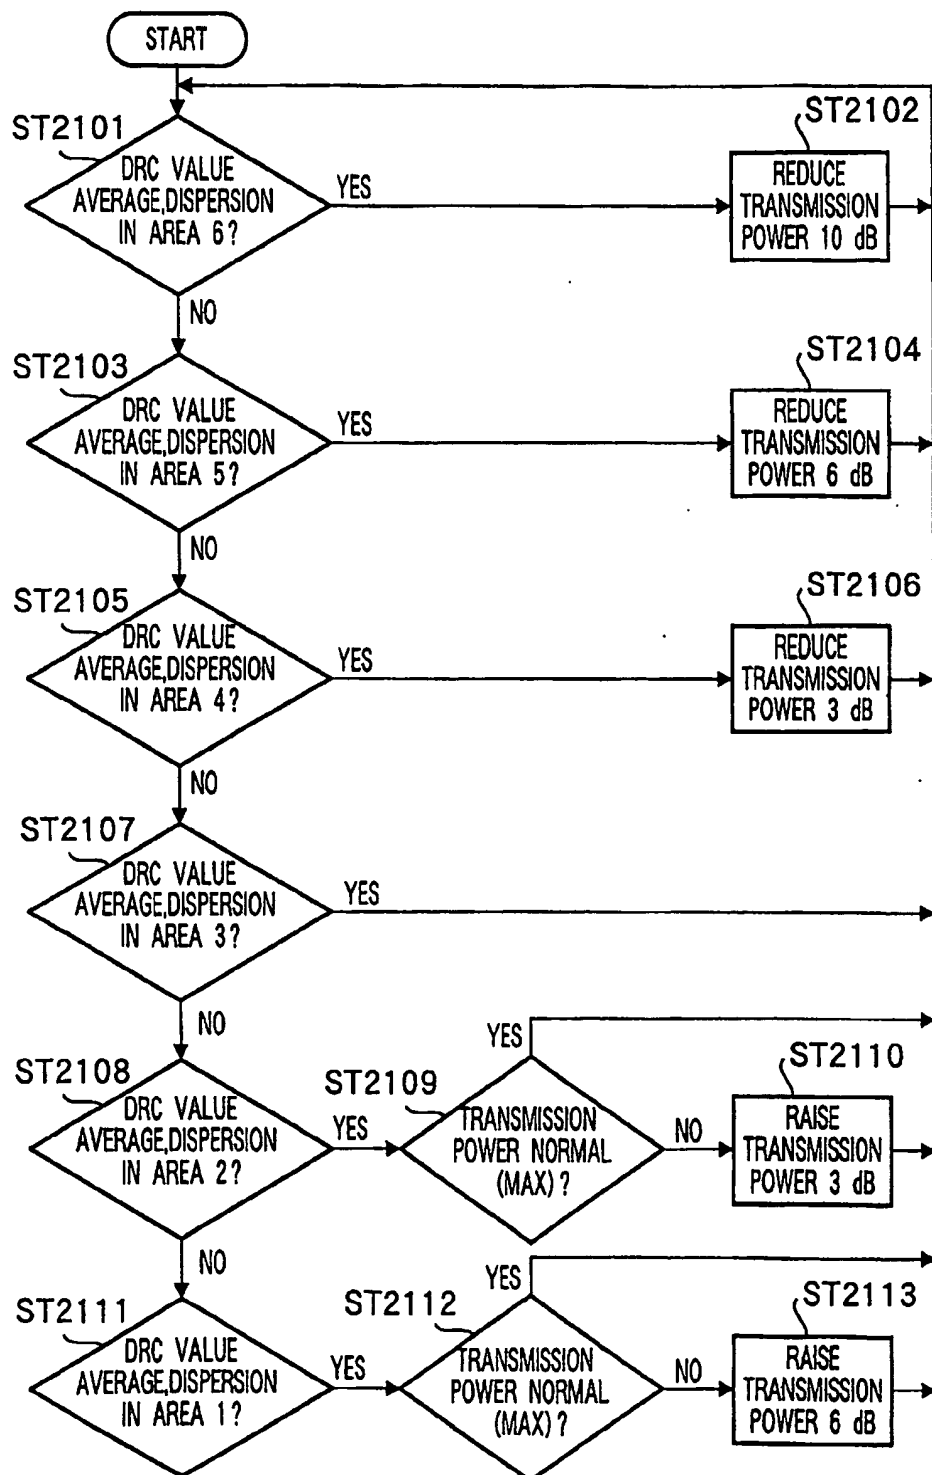 START
ST2101
DRC VALUE
AVERAGE,DISPERSION
IN AREA 6?
YES
ST2102
REDUCE
TRANSMISSION
POWER 10 dB
NO
ST2103
DRC VALUE
AVERAGE,DISPERSION
IN AREA 5?
YES
ST2104
REDUCE
TRANSMISSION
POWER 6 dB
NO
ST2105
DRC VALUE
AVERAGE,DISPERSION
IN AREA 4?
YES
ST2106
REDUCE
TRANSMISSION
POWER 3 dB
NO
ST2107
DRC VALUE
AVERAGE,DISPERSION
IN AREA 3?
YES
NO
ST2108
DRC VALUE
AVERAGE,DISPERSION
IN AREA 2?
YES
ST2109
TRANSMISSION
POWER NORMAL
(MAX)?
YES
NO
ST2110
RAISE
TRANSMISSION
POWER 3 dB
NO
ST2111
DRC VALUE
AVERAGE,DISPERSION
IN AREA 1?
YES
ST2112
TRANSMISSION
POWER NORMAL
(MAX)?
YES
NO
ST2113
RAISE
TRANSMISSION
POWER 6 dB